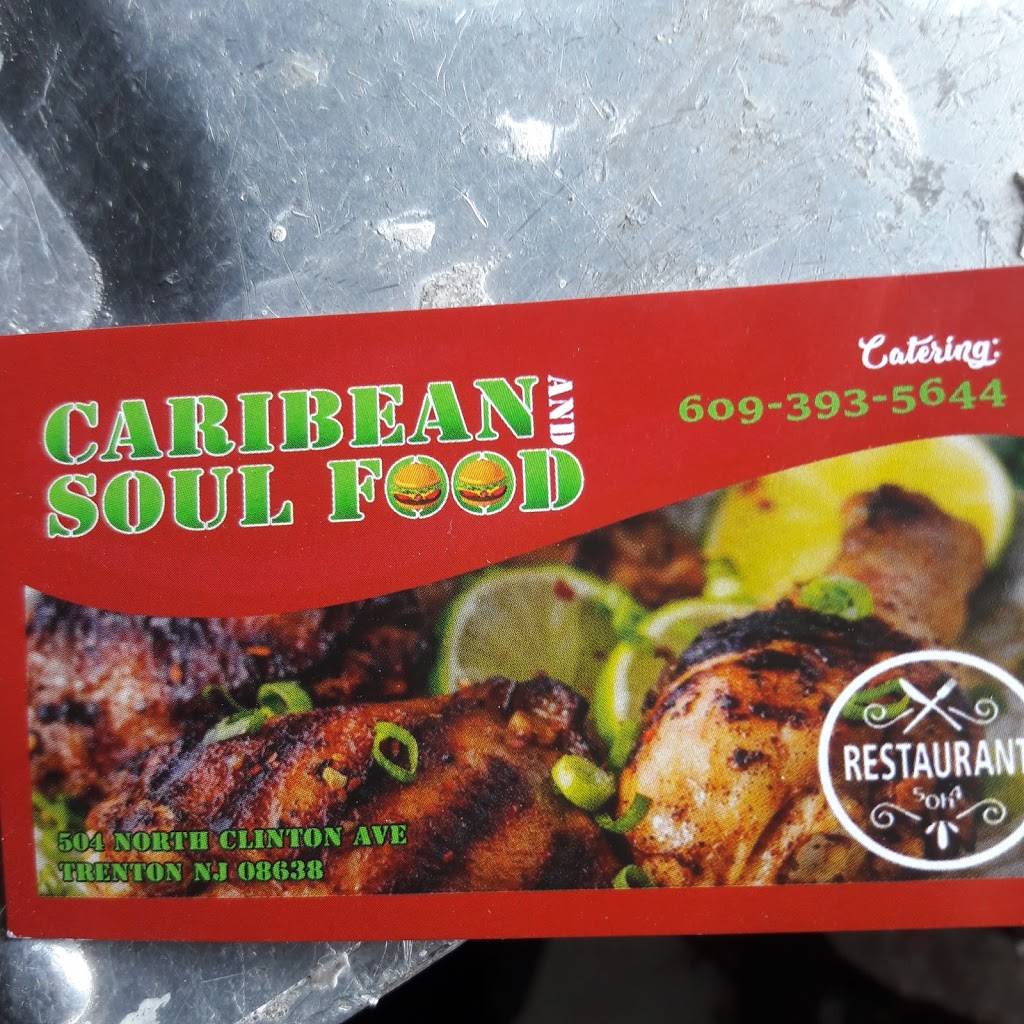 Catering:
609-393-5644
CARIBEAN AND
SOUL FOOD
RESTAURANT
504 NORTH CLINTON AVE
TRENTON NJ 08638